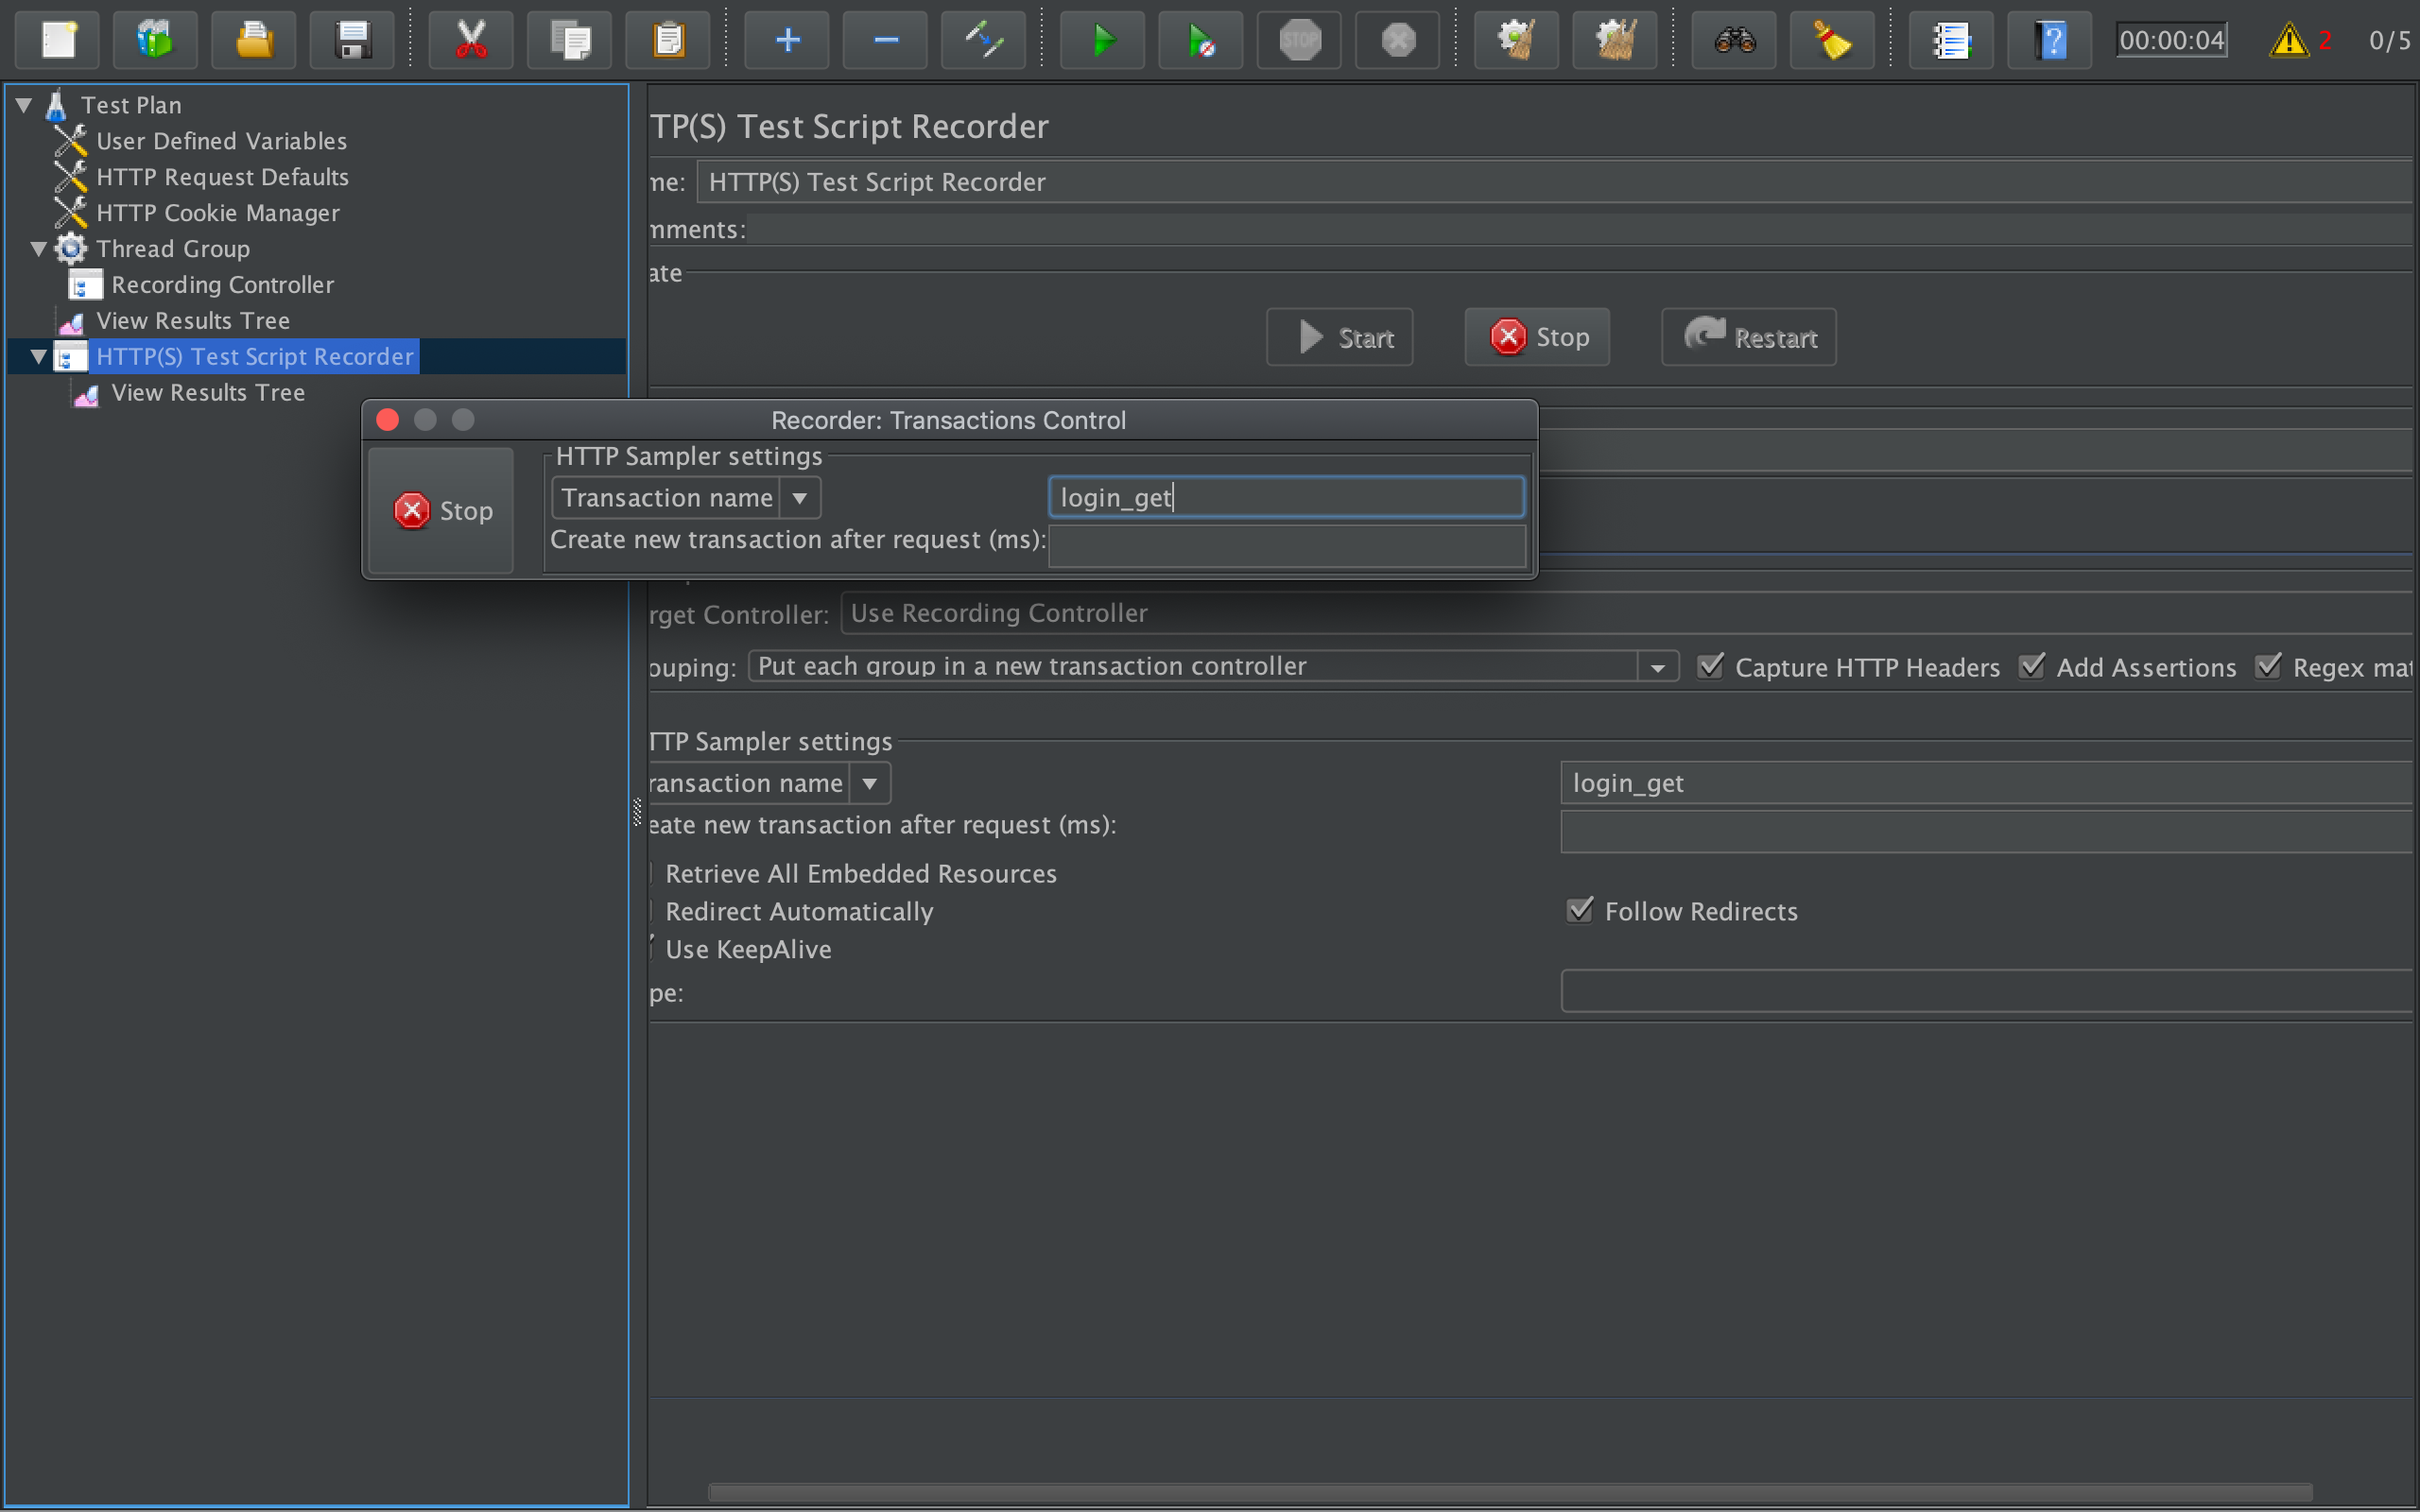 STOP
?
00:00:04
2
0/5
Test Plan
User Defined Variables
HTTP Request Defaults
HTTP Cookie Manager
Thread Group
Recording Controller
View Results Tree
HTTP(S) Test Script Recorder
View Results Tree
TP(S) Test Script Recorder
me: HTTP(S) Test Script Recorder
mments:
ate
Start
Stop
Restart
Recorder: Transactions Control
Stop
HTTP Sampler settings
Transaction name
login_get
Create new transaction after request (ms):
rget Controller: Use Recording Controller
ouping: Put each group in a new transaction controller
Capture HTTP Headers
Add Assertions
Regex mat
TTP Sampler settings
ransaction name
login_get
eate new transaction after request (ms):
Retrieve All Embedded Resources
Redirect Automatically
Follow Redirects
Use KeepAlive
pe: